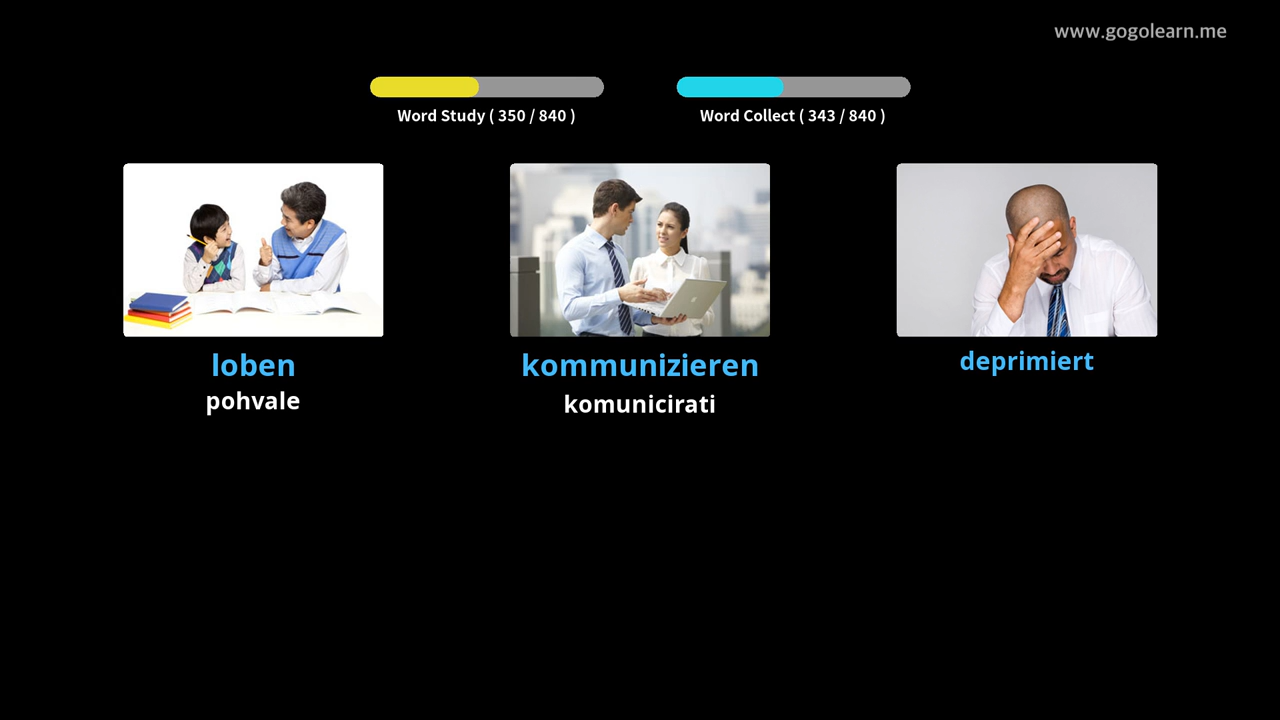 www.gogolearn.me
Word Study ( 350 / 840 )
Word Collect ( 343 / 840 )
loben
pohvale
kommunizieren
komunicirati
deprimiert